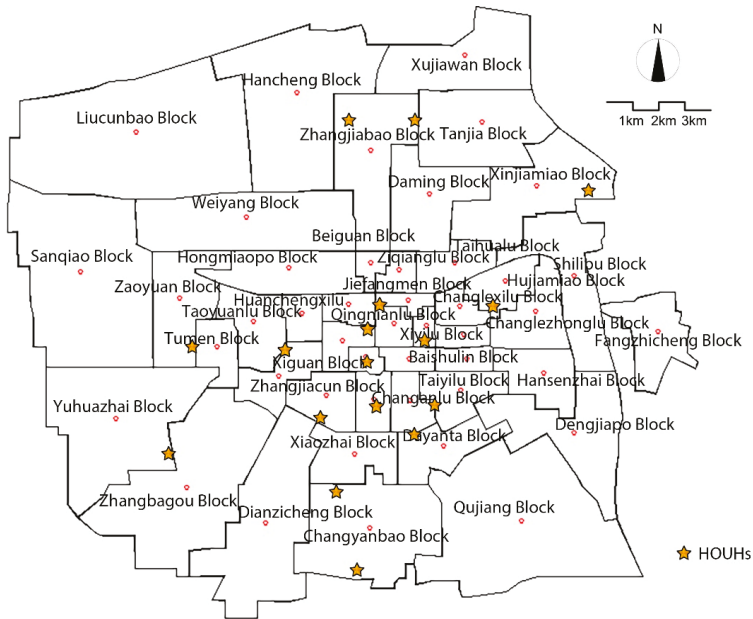 N
1km 2km 3km
Xujiawan Block
Hancheng Block
Liucunbao Block
Zhangjiabao Block
Tanjia Block
Xinjiamiao Block
Daming Block
Weiyang Block
Beiguan Block
Taihualu Block
Sanqiao Block
Hongmiaopo Block
Ziqianglu Block
Shilibu Block
Hujiamiao Block
Zaoyuan Block
Jiefangmen Block
Huanchengxilu
Changlexilu Block
Taoyuanlu Block
Qingnianlu Block
Changlezhonglu Block
Tumen Block
Xiyilu Block
Fangzhicheng Block
Xiguan Block
Baishulin Block
Zhangjiacun Block
Taiyilu Block
Hansenzhai Block
Changanlu Block
Yuhuazhai Block
Dengjiapo Block
Xiaozhai Block
Dayanta Block
Zhangbagou Block
Dianzicheng Block
Qujiang Block
Changyanbao Block
HOUHs